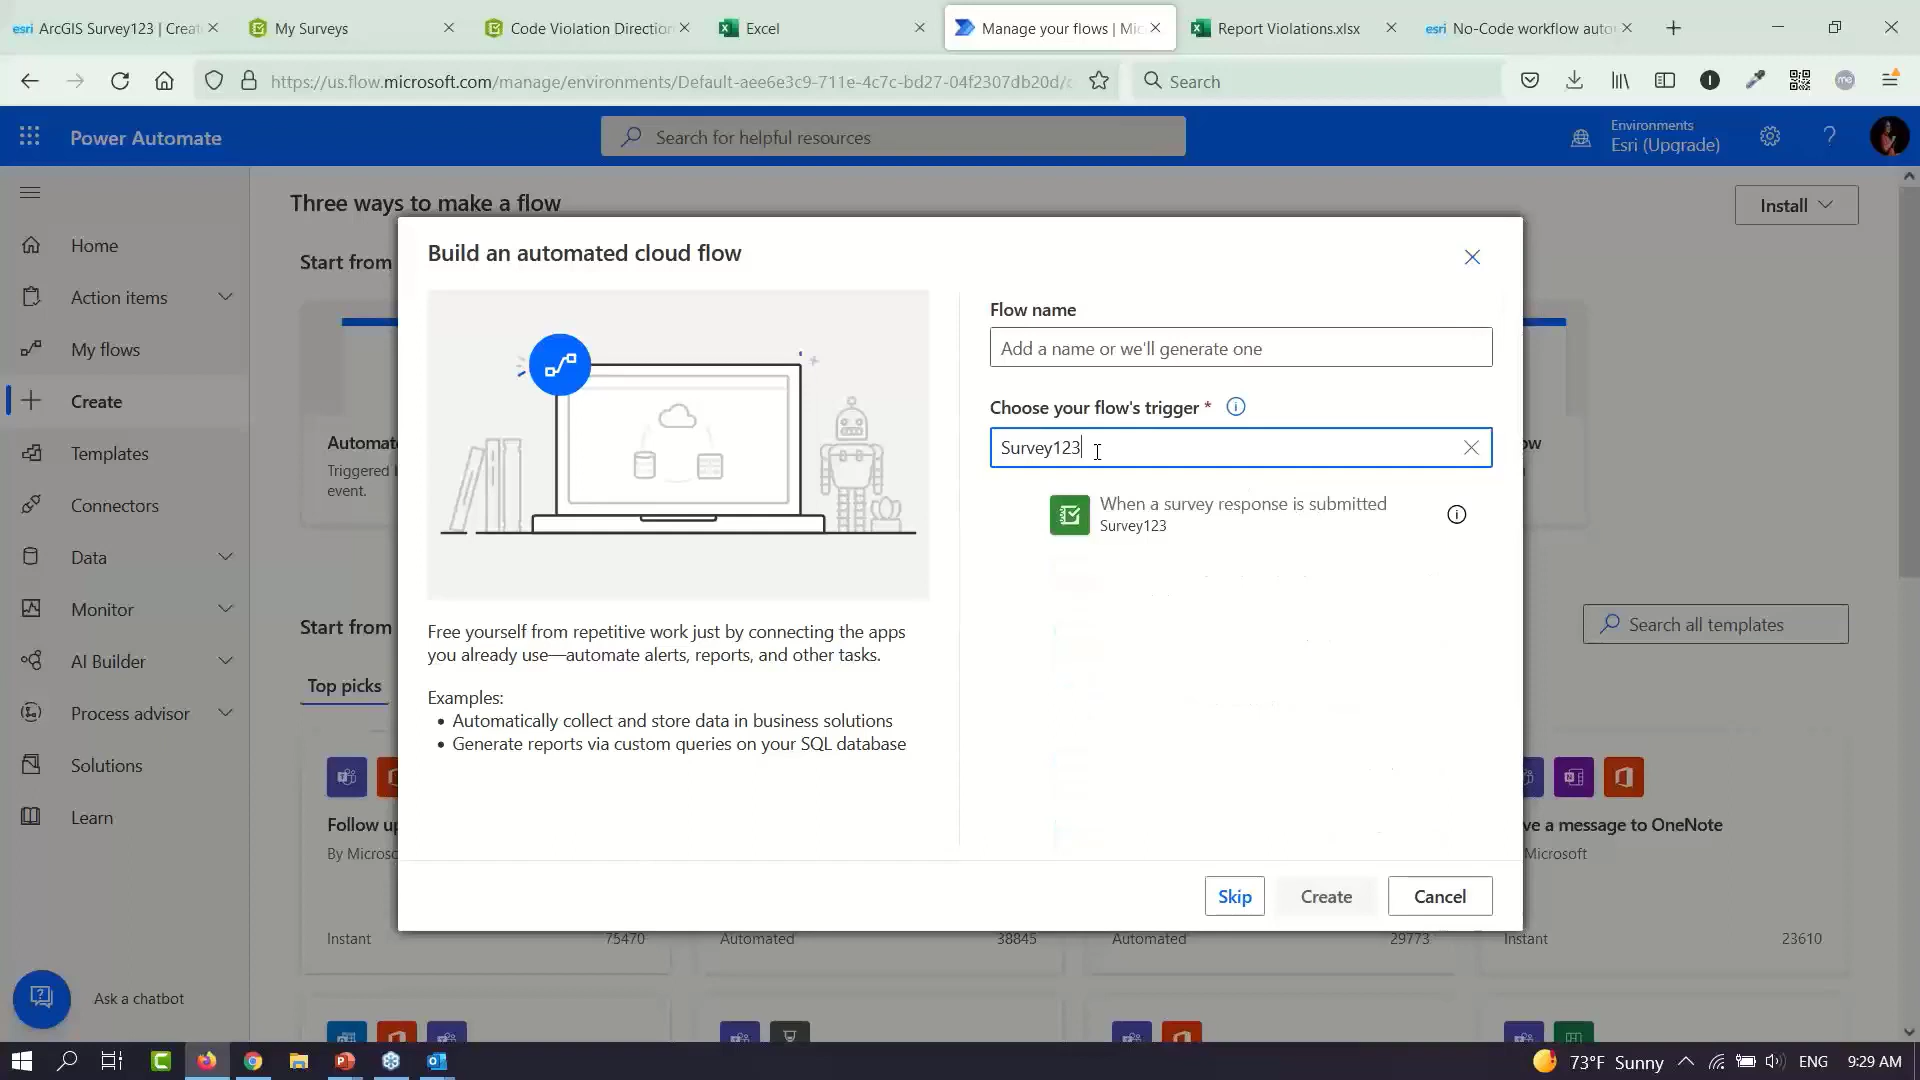 esri ArcGIS Survey123 | Creat
My Surveys
Code Violation Direction
Excel
Manage your flows | Mic
Report Violations.xlsx
esri No-Code workflow auto
https://us.flow.microsoft.com/manage/environments/Default-aee6e3c9-711e-4c7c-bd27-04f2307db20d/c
Search
Power Automate
Search for helpful resources
Environments
Esri (Upgrade)
Three ways to make a flow
Install
Home
Action items
My flows
Create
Templates
Connectors
Data
Monitor
AI Builder
Process advisor
Solutions
Learn
Ask a chatbot
Start from
Automate
Triggered
event.
Start from
Search all templates
Top picks
Build an automated cloud flow
Free yourself from repetitive work just by connecting the apps
you already use—automate alerts, reports, and other tasks.
Examples:
• Automatically collect and store data in business solutions
• Generate reports via custom queries on your SQL database
Flow name
Add a name or we'll generate one
Choose your flow's trigger *
Survey123
When a survey response is submitted
Survey123
Skip
Create
Cancel
ow
Follow up
By Microso
ve a message to OneNote
Microsoft
Instant 75470
Automated 38845
Automated 29773
Instant 23610
73°F Sunny
ENG
9:29 AM